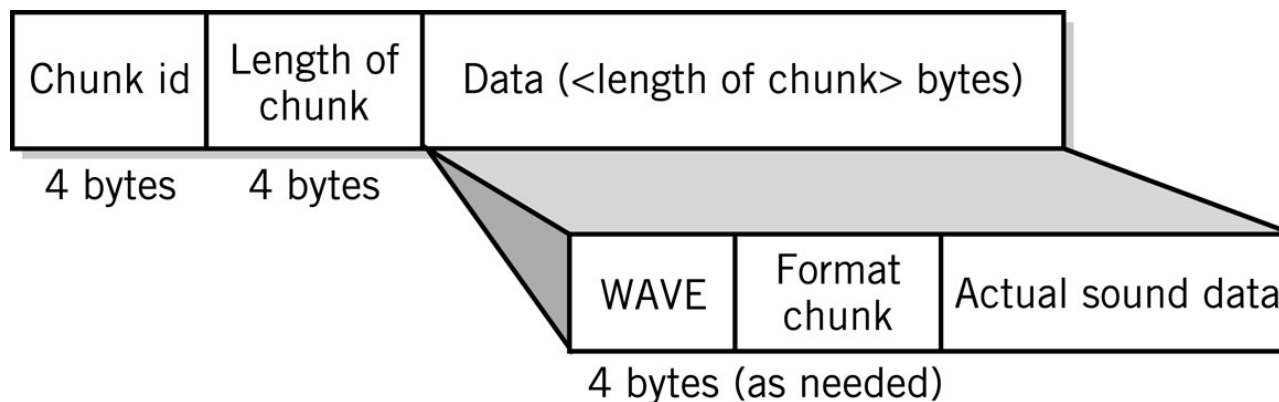 Chunk id
Length of
chunk
Data (<length of chunk> bytes)
4 bytes
4 bytes
WAVE
Format
chunk
Actual sound data
4 bytes (as needed)